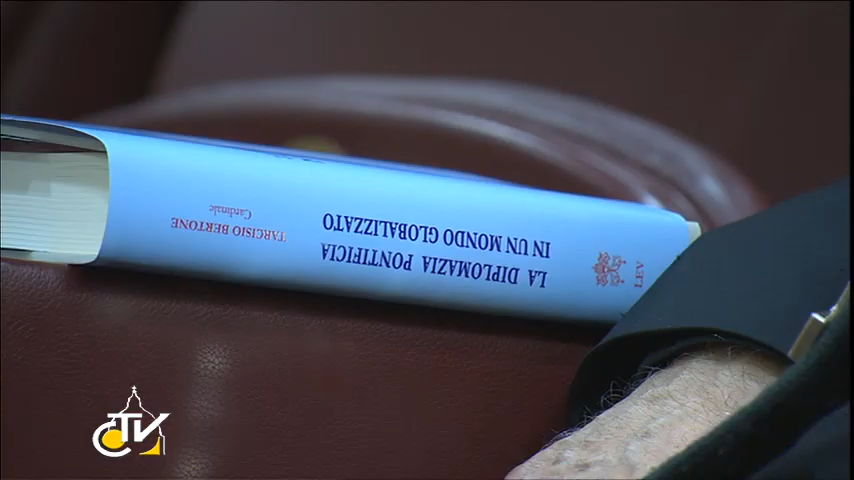 LA DIPLOMAZIA PONTIFICIA
IN UN MONDO GLOBALIZZATO
TARCISIO BERTONE
Cardinale
LEV
CTV